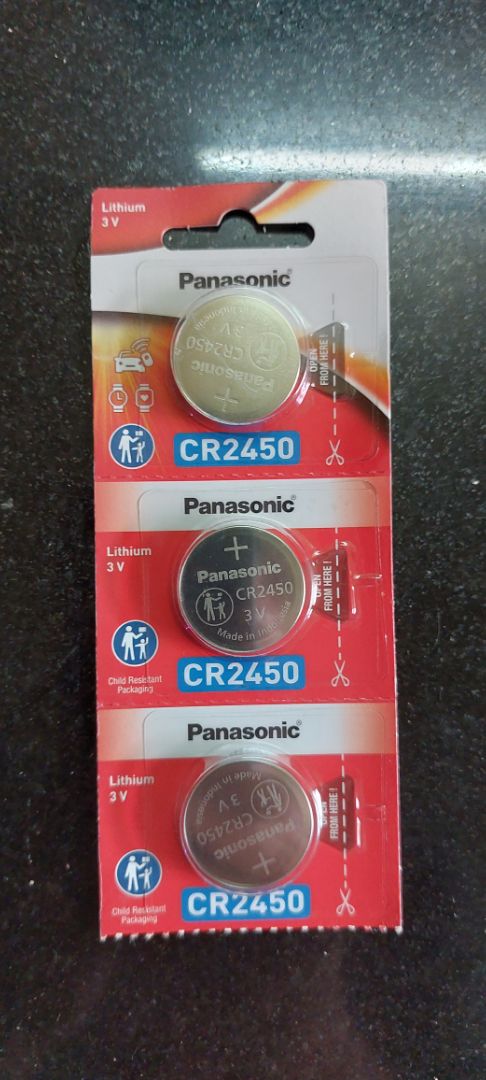 Lithium
3 V
Panasonic
Made in Indonesia
3 V
CR2450
Panasonic
+
OPEN
FROM HERE !
CR2450
Panasonic
Lithium
3 V
+
Panasonic
CR2450
3 V
Made in Indonesia
OPEN
FROM HERE !
Child Resistant
Packaging
CR2450
Panasonic
Lithium
3 V
Made in Indonesia
3 V
CR2450
Panasonic
+
OPEN
FROM HERE !
Child Resistant
Packaging
CR2450